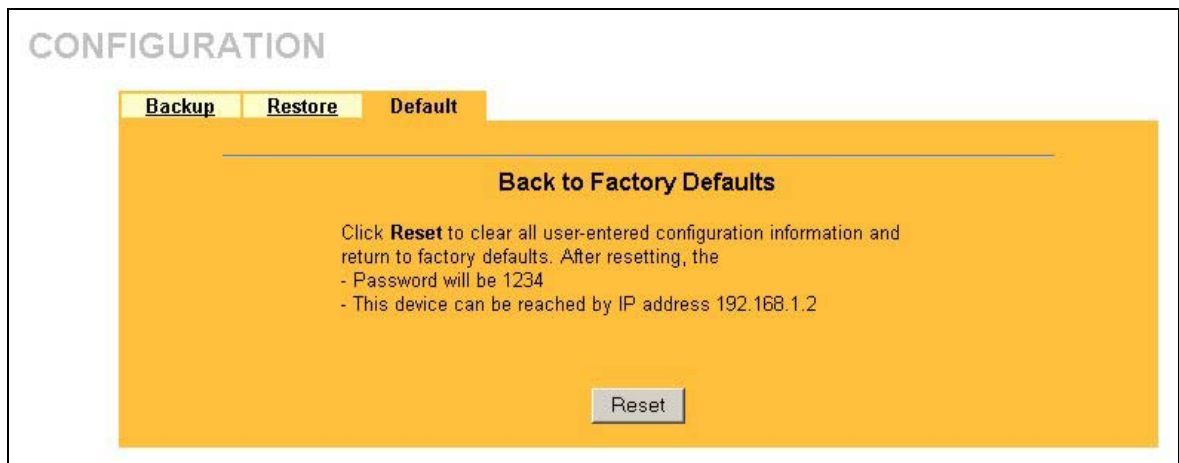 CONFIGURATION
Backup Restore Default
Back to Factory Defaults
Click Reset to clear all user-entered configuration information and
return to factory defaults. After resetting, the
- Password will be 1234
- This device can be reached by IP address 192.168.1.2
Reset